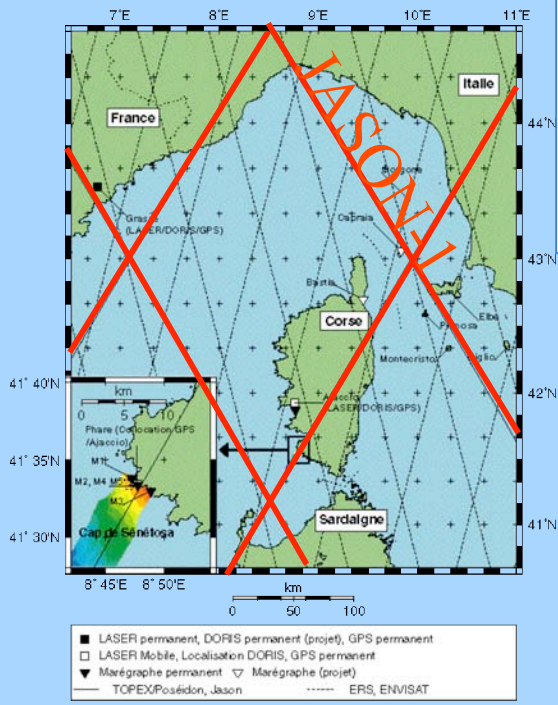 7°E 8°E 9°E 10°E 11°E
Italie
France
44°N
JASON-1
Gorgone
Grasse
(LASER/DORIS/GPS)
Capraia
43°N
Bastia
Corse
Elbe
Pianosa
Montecristo
Giglio
41° 40'N
km
0 5 10
Ajaccio
(LASER/DORIS/GPS)
42°N
Phare (Colocation GPS
/Ajaccio)
41° 35'N
M1
M2, M4, M5
M3
Sardaigne
41°N
Cap de Sénétosa
41° 30'N
8° 45'E 8° 50'E
km
0 50 100
LASER permanent, DORIS permanent (projet), GPS permanent
LASER Mobile, Localisation DORIS, GPS permanent
Marégraphe permanent Marégraphe (projet)
TOPEX/Poséidon, Jason ERS, ENVISAT